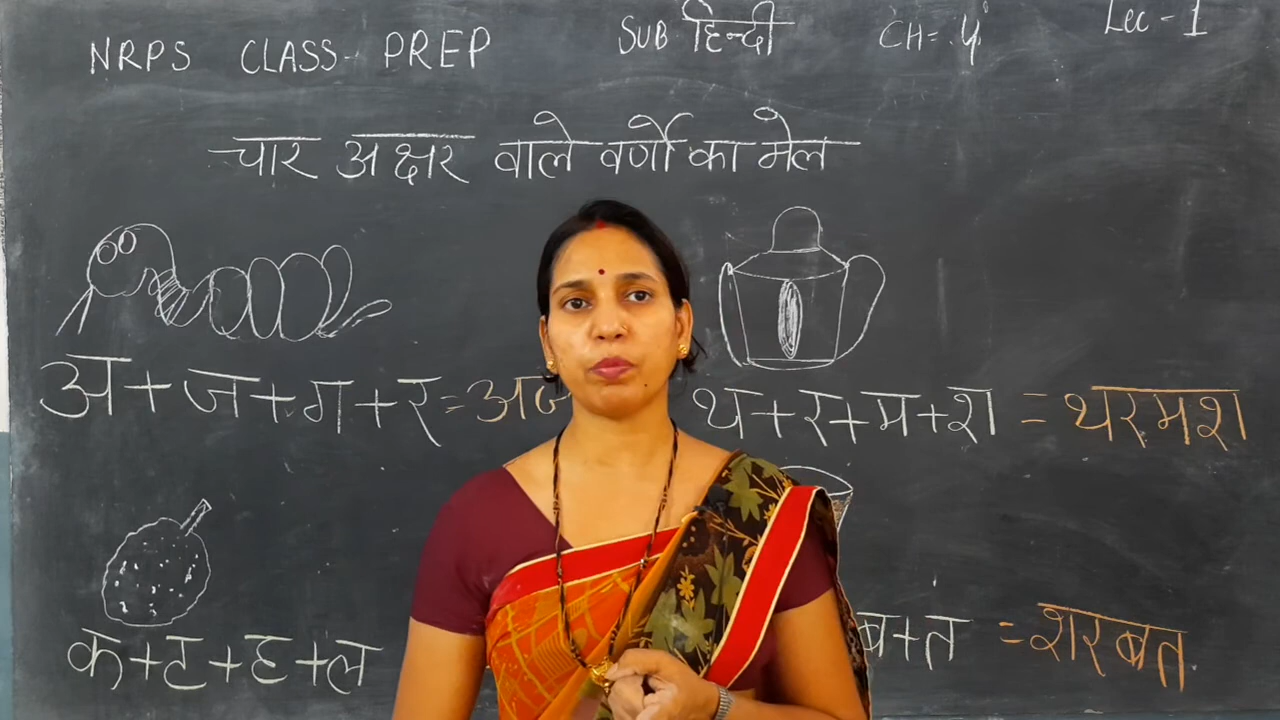 NRPS CLASS- PREP SUB हिन्दी CH= 4 Lec-1
चार अक्षर वाले वर्णो का मेल
अ+ज+ग+र=अज थ+र+म+श = थरमश
क+ट+ह+ल ब+त =शरबत